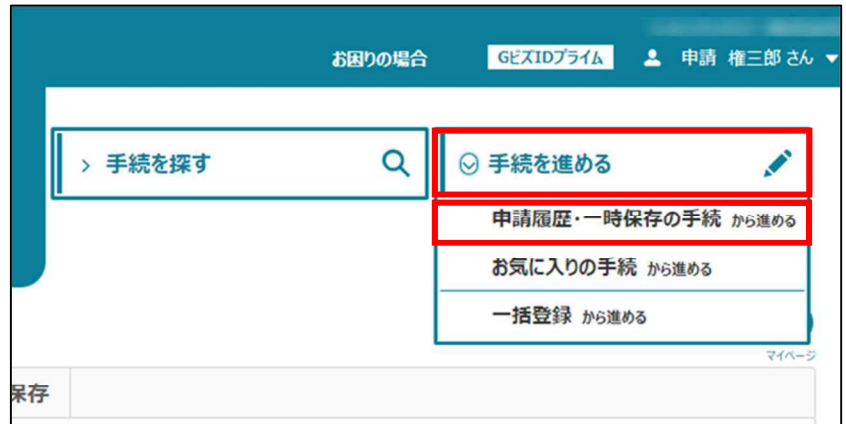 お困りの場合 GビズIDプライム 申請 権三郎 さん ▼
> 手続を探す
手続を進める
申請履歴・一時保存の手続 から進める
お気に入りの手続 から進める
一括登録 から進める
マイページ
保存